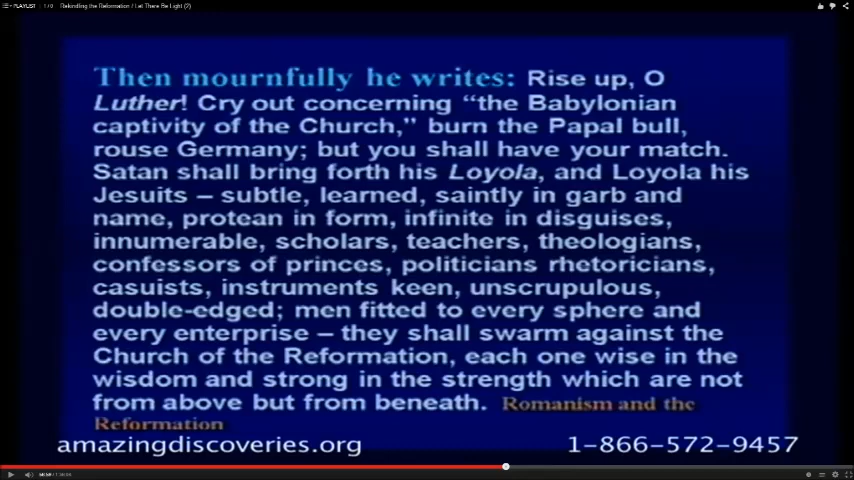 PLAYLIST 1/0 Rekindling the Reformation / Let There Be Light (2)
Then mournfully he writes: Rise up, O
Luther! Cry out concerning “the Babylonian
captivity of the Church,” burn the Papal bull,
rouse Germany; but you shall have your match.
Satan shall bring forth his Loyola, and Loyola his
Jesuits – subtle, learned, saintly in garb and
name, protean in form, infinite in disguises,
innumerable, scholars, teachers, theologians,
confessors of princes, politicians rhetoricians,
casuists, instruments keen, unscrupulous,
double-edged; men fitted to every sphere and
every enterprise – they shall swarm against the
Church of the Reformation, each one wise in the
wisdom and strong in the strength which are not
from above but from beneath. Romanism and the
Reformation
amazingdiscoveries.org 1-866-572-9457